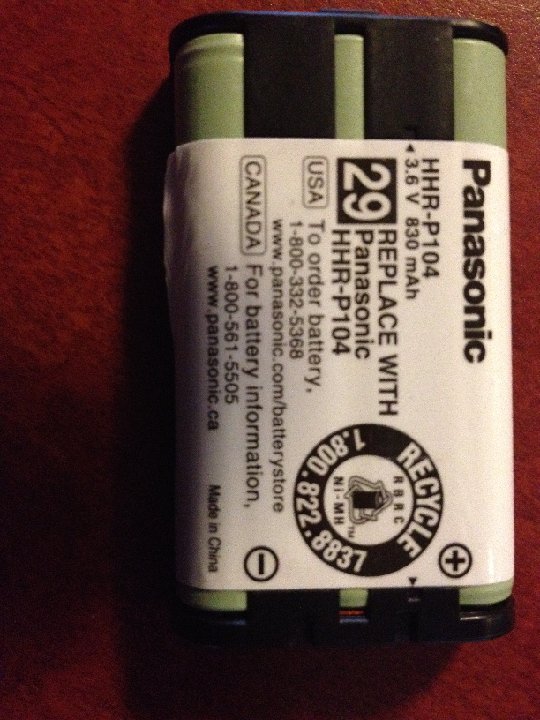 Panasonic
HHR-P104
3.6 V 830 mAh
29 REPLACE WITH
Panasonic
HHR-P104
USA To order battery,
1-800-332-5368
www.panasonic.com/batterystore
CANADA For battery information,
1-800-561-5505
www.panasonic.ca
Made in China
RECYCLE
RBRC
Ni-MH
TM
1.800.822.8837
+
−